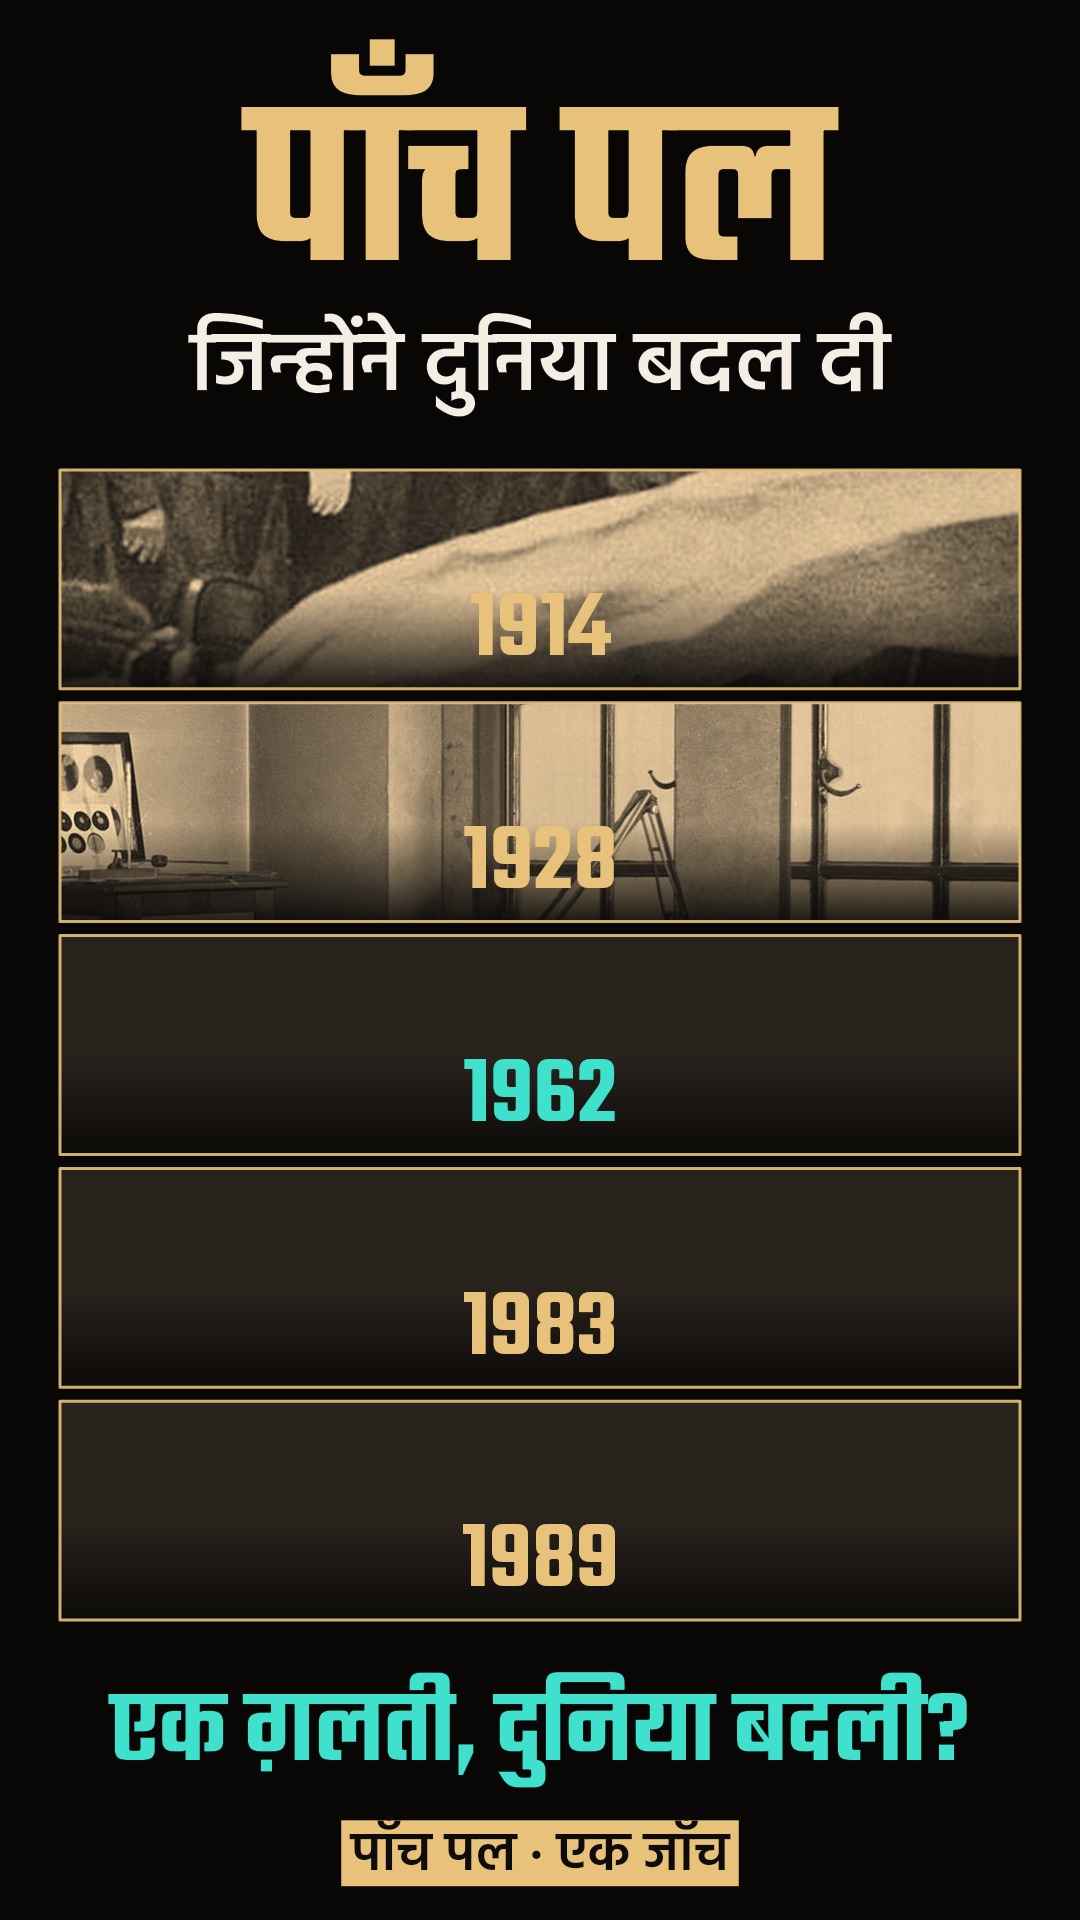 पाँच पल
जिन्होंने दुनिया बदल दी
1914
1928
1962
1983
1989
एक ग़लती, दुनिया बदली?
पाँच पल · एक जाँच